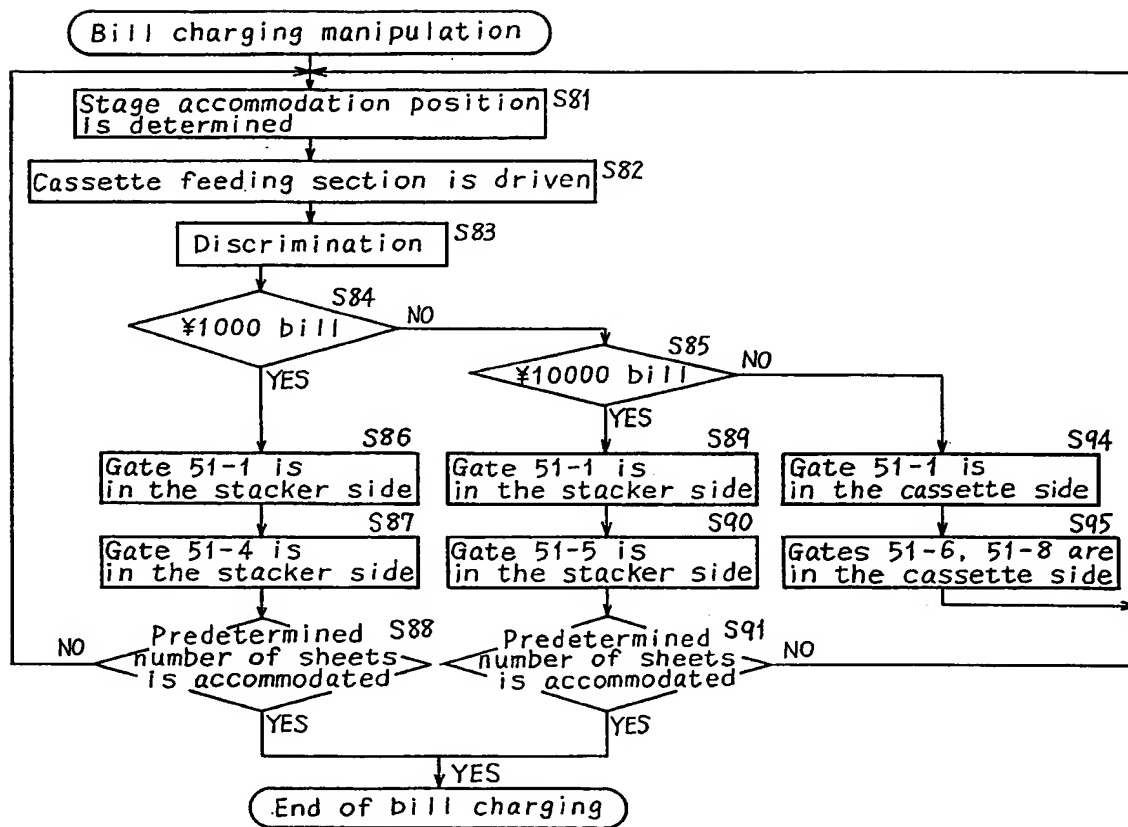 Bill charging manipulation
Stage accommodation position
is determined
S81
Cassette feeding section is driven
S82
Discrimination
S83
S84
¥1000 bill
NO
YES
S85
¥10000 bill
NO
YES
S86
Gate 51-1 is
in the stacker side
S89
Gate 51-1 is
in the stacker side
S94
Gate 51-1 is
in the cassette side
S87
Gate 51-4 is
in the stacker side
S90
Gate 51-5 is
in the stacker side
S95
Gates 51-6, 51-8 are
in the cassette side
NO
Predetermined
number of sheets
is accommodated
S88
YES
Predetermined
number of sheets
is accommodated
S91
NO
YES
YES
End of bill charging